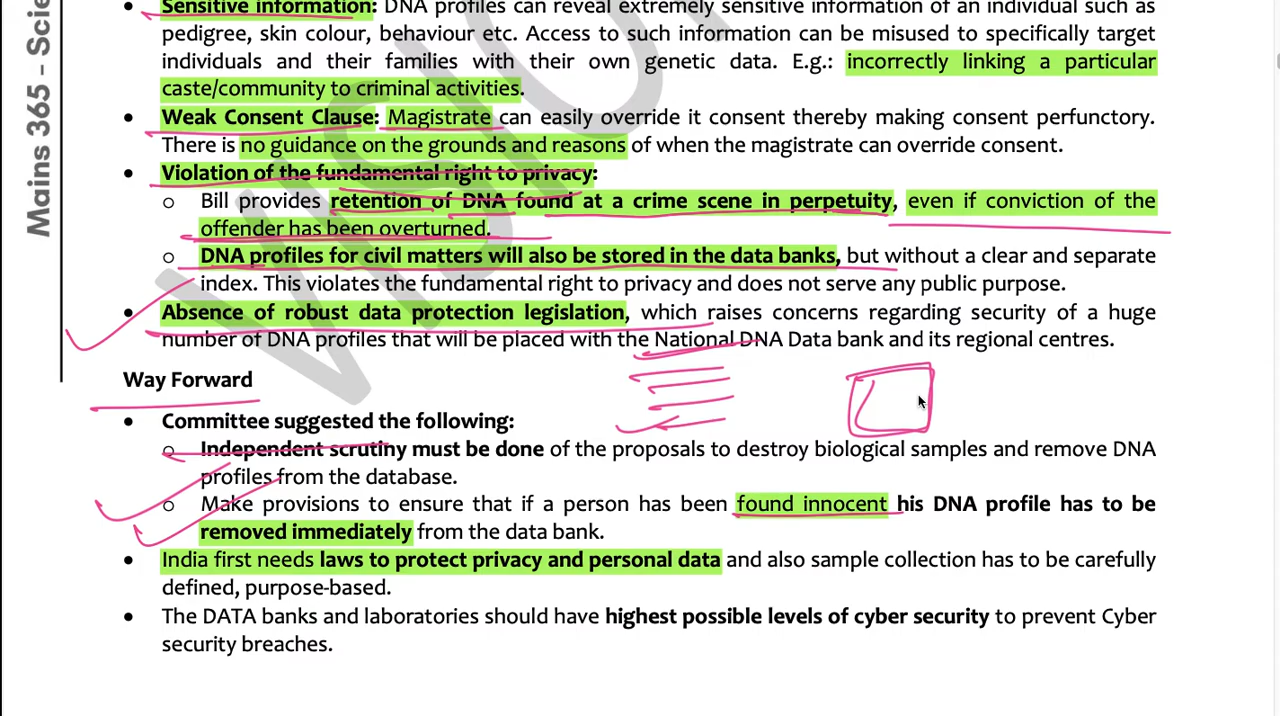 Mains 365 - Scie
• Sensitive information: DNA profiles can reveal extremely sensitive information of an individual such as
pedigree, skin colour, behaviour etc. Access to such information can be misused to specifically target
individuals and their families with their own genetic data. E.g.: incorrectly linking a particular
caste/community to criminal activities.
• Weak Consent Clause: Magistrate can easily override it consent thereby making consent perfunctory.
There is no guidance on the grounds and reasons of when the magistrate can override consent.
• Violation of the fundamental right to privacy:
o Bill provides retention of DNA found at a crime scene in perpetuity, even if conviction of the
offender has been overturned.
o DNA profiles for civil matters will also be stored in the data banks, but without a clear and separate
index. This violates the fundamental right to privacy and does not serve any public purpose.
• Absence of robust data protection legislation, which raises concerns regarding security of a huge
number of DNA profiles that will be placed with the National DNA Data bank and its regional centres.
Way Forward
• Committee suggested the following:
o Independent scrutiny must be done of the proposals to destroy biological samples and remove DNA
profiles from the database.
o Make provisions to ensure that if a person has been found innocent his DNA profile has to be
removed immediately from the data bank.
• India first needs laws to protect privacy and personal data and also sample collection has to be carefully
defined, purpose-based.
• The DATA banks and laboratories should have highest possible levels of cyber security to prevent Cyber
security breaches.